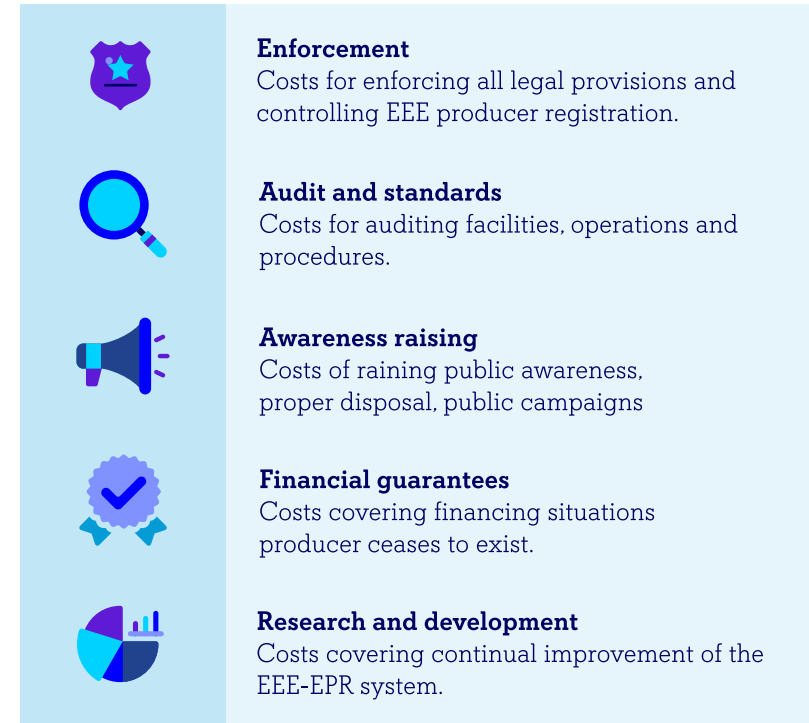 Enforcement
Costs for enforcing all legal provisions and
controlling EEE producer registration.
Audit and standards
Costs for auditing facilities, operations and
procedures.
Awareness raising
Costs of raining public awareness,
proper disposal, public campaigns
Financial guarantees
Costs covering financing situations
producer ceases to exist.
Research and development
Costs covering continual improvement of the
EEE-EPR system.